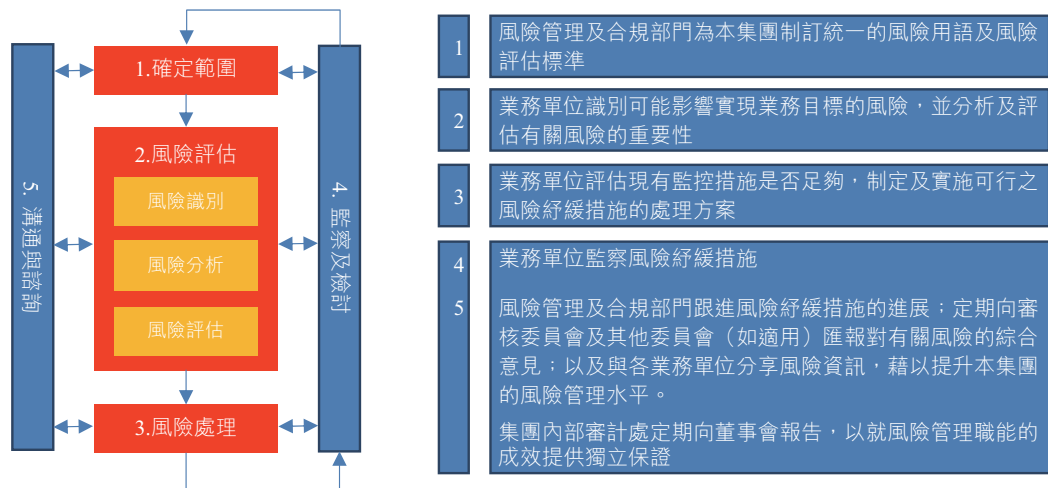 1.確定範圍
2.風險評估
風險識別
風險分析
風險評估
3.風險處理
5. 溝通與諮詢
4. 監察及檢討
1
風險管理及合規部門為本集團制訂統一的風險用語及風險
評估標準
2
業務單位識別可能影響實現業務目標的風險，並分析及評
估有關風險的重要性
3
業務單位評估現有監控措施是否足夠，制定及實施可行之
風險紓緩措施的處理方案
4
業務單位監察風險紓緩措施
5
風險管理及合規部門跟進風險紓緩措施的進展；定期向審
核委員會及其他委員會（如適用）匯報對有關風險的綜合
意見；以及與各業務單位分享風險資訊，藉以提升本集團
的風險管理水平。
集團內部審計處定期向董事會報告，以就風險管理職能的
成效提供獨立保證